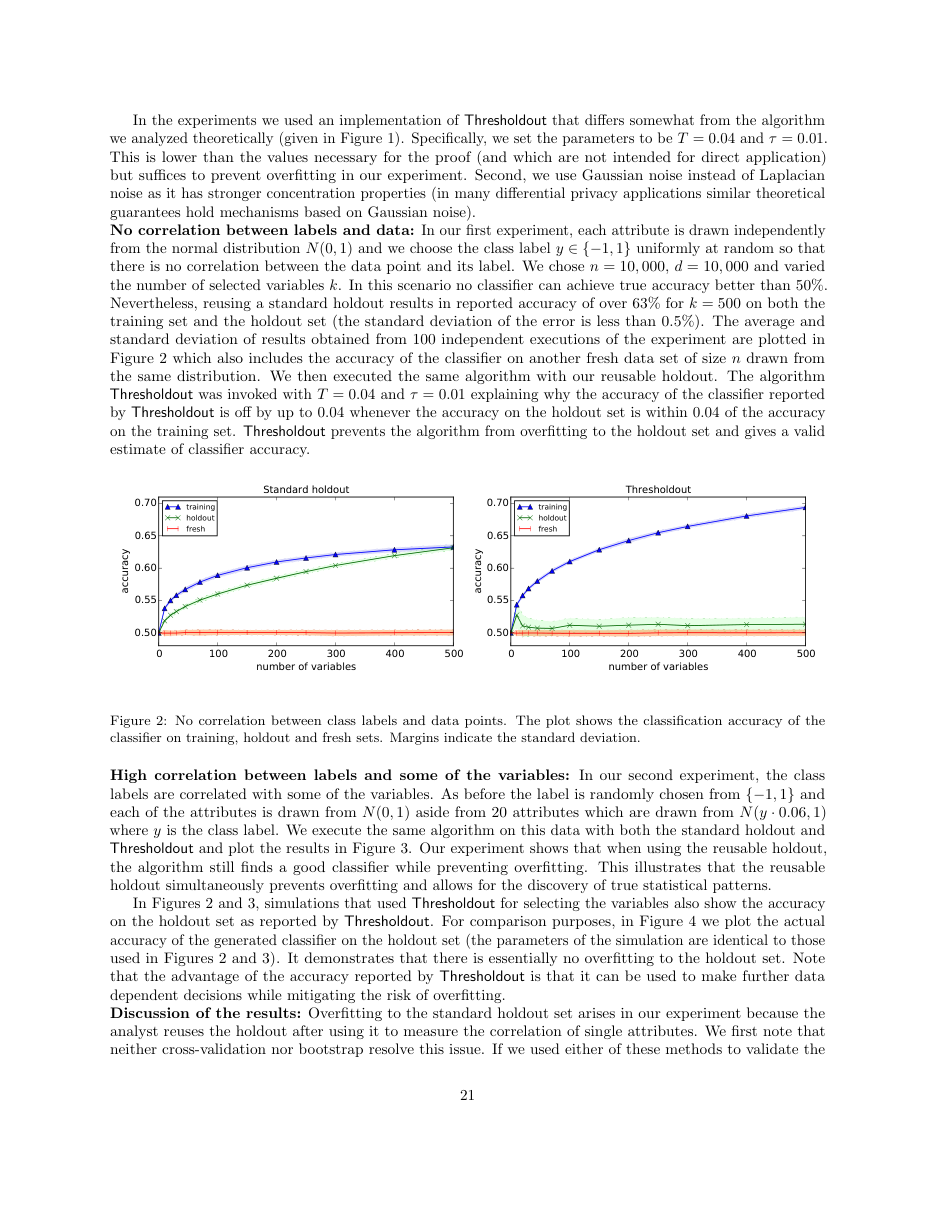 In the experiments we used an implementation of Thresholdout that differs somewhat from the algorithm
we analyzed theoretically (given in Figure 1). Specifically, we set the parameters to be T = 0.04 and τ = 0.01.
This is lower than the values necessary for the proof (and which are not intended for direct application)
but suffices to prevent overfitting in our experiment. Second, we use Gaussian noise instead of Laplacian
noise as it has stronger concentration properties (in many differential privacy applications similar theoretical
guarantees hold mechanisms based on Gaussian noise).
No correlation between labels and data: In our first experiment, each attribute is drawn independently
from the normal distribution N(0, 1) and we choose the class label y ∈ {−1, 1} uniformly at random so that
there is no correlation between the data point and its label. We chose n = 10, 000, d = 10, 000 and varied
the number of selected variables k. In this scenario no classifier can achieve true accuracy better than 50%.
Nevertheless, reusing a standard holdout results in reported accuracy of over 63% for k = 500 on both the
training set and the holdout set (the standard deviation of the error is less than 0.5%). The average and
standard deviation of results obtained from 100 independent executions of the experiment are plotted in
Figure 2 which also includes the accuracy of the classifier on another fresh data set of size n drawn from
the same distribution. We then executed the same algorithm with our reusable holdout. The algorithm
Thresholdout was invoked with T = 0.04 and τ = 0.01 explaining why the accuracy of the classifier reported
by Thresholdout is off by up to 0.04 whenever the accuracy on the holdout set is within 0.04 of the accuracy
on the training set. Thresholdout prevents the algorithm from overfitting to the holdout set and gives a valid
estimate of classifier accuracy.
Standard holdout
0.70
0.65
0.60
0.55
0.50
accuracy
training
holdout
fresh
0 100 200 300 400 500
number of variables
Thresholdout
0.70
0.65
0.60
0.55
0.50
accuracy
training
holdout
fresh
0 100 200 300 400 500
number of variables
Figure 2: No correlation between class labels and data points. The plot shows the classification accuracy of the
classifier on training, holdout and fresh sets. Margins indicate the standard deviation.
High correlation between labels and some of the variables: In our second experiment, the class
labels are correlated with some of the variables. As before the label is randomly chosen from {−1, 1} and
each of the attributes is drawn from N(0, 1) aside from 20 attributes which are drawn from N(y · 0.06, 1)
where y is the class label. We execute the same algorithm on this data with both the standard holdout and
Thresholdout and plot the results in Figure 3. Our experiment shows that when using the reusable holdout,
the algorithm still finds a good classifier while preventing overfitting. This illustrates that the reusable
holdout simultaneously prevents overfitting and allows for the discovery of true statistical patterns.
In Figures 2 and 3, simulations that used Thresholdout for selecting the variables also show the accuracy
on the holdout set as reported by Thresholdout. For comparison purposes, in Figure 4 we plot the actual
accuracy of the generated classifier on the holdout set (the parameters of the simulation are identical to those
used in Figures 2 and 3). It demonstrates that there is essentially no overfitting to the holdout set. Note
that the advantage of the accuracy reported by Thresholdout is that it can be used to make further data
dependent decisions while mitigating the risk of overfitting.
Discussion of the results: Overfitting to the standard holdout set arises in our experiment because the
analyst reuses the holdout after using it to measure the correlation of single attributes. We first note that
neither cross-validation nor bootstrap resolve this issue. If we used either of these methods to validate the
21